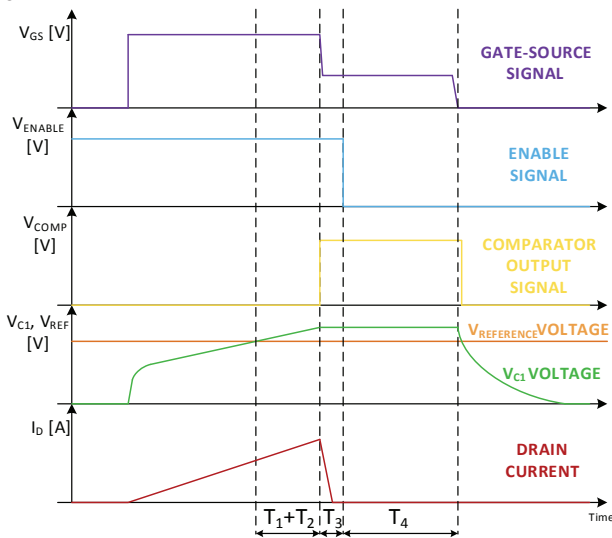 V_GS [V]
GATE-SOURCE
SIGNAL
V_ENABLE
[V]
ENABLE
SIGNAL
V_COMP
[V]
COMPARATOR
OUTPUT
SIGNAL
V_C1, V_REF
[V]
V_REFERENCE VOLTAGE
V_C1 VOLTAGE
I_D [A]
DRAIN
CURRENT
Time
T_1+T_2
T_3
T_4